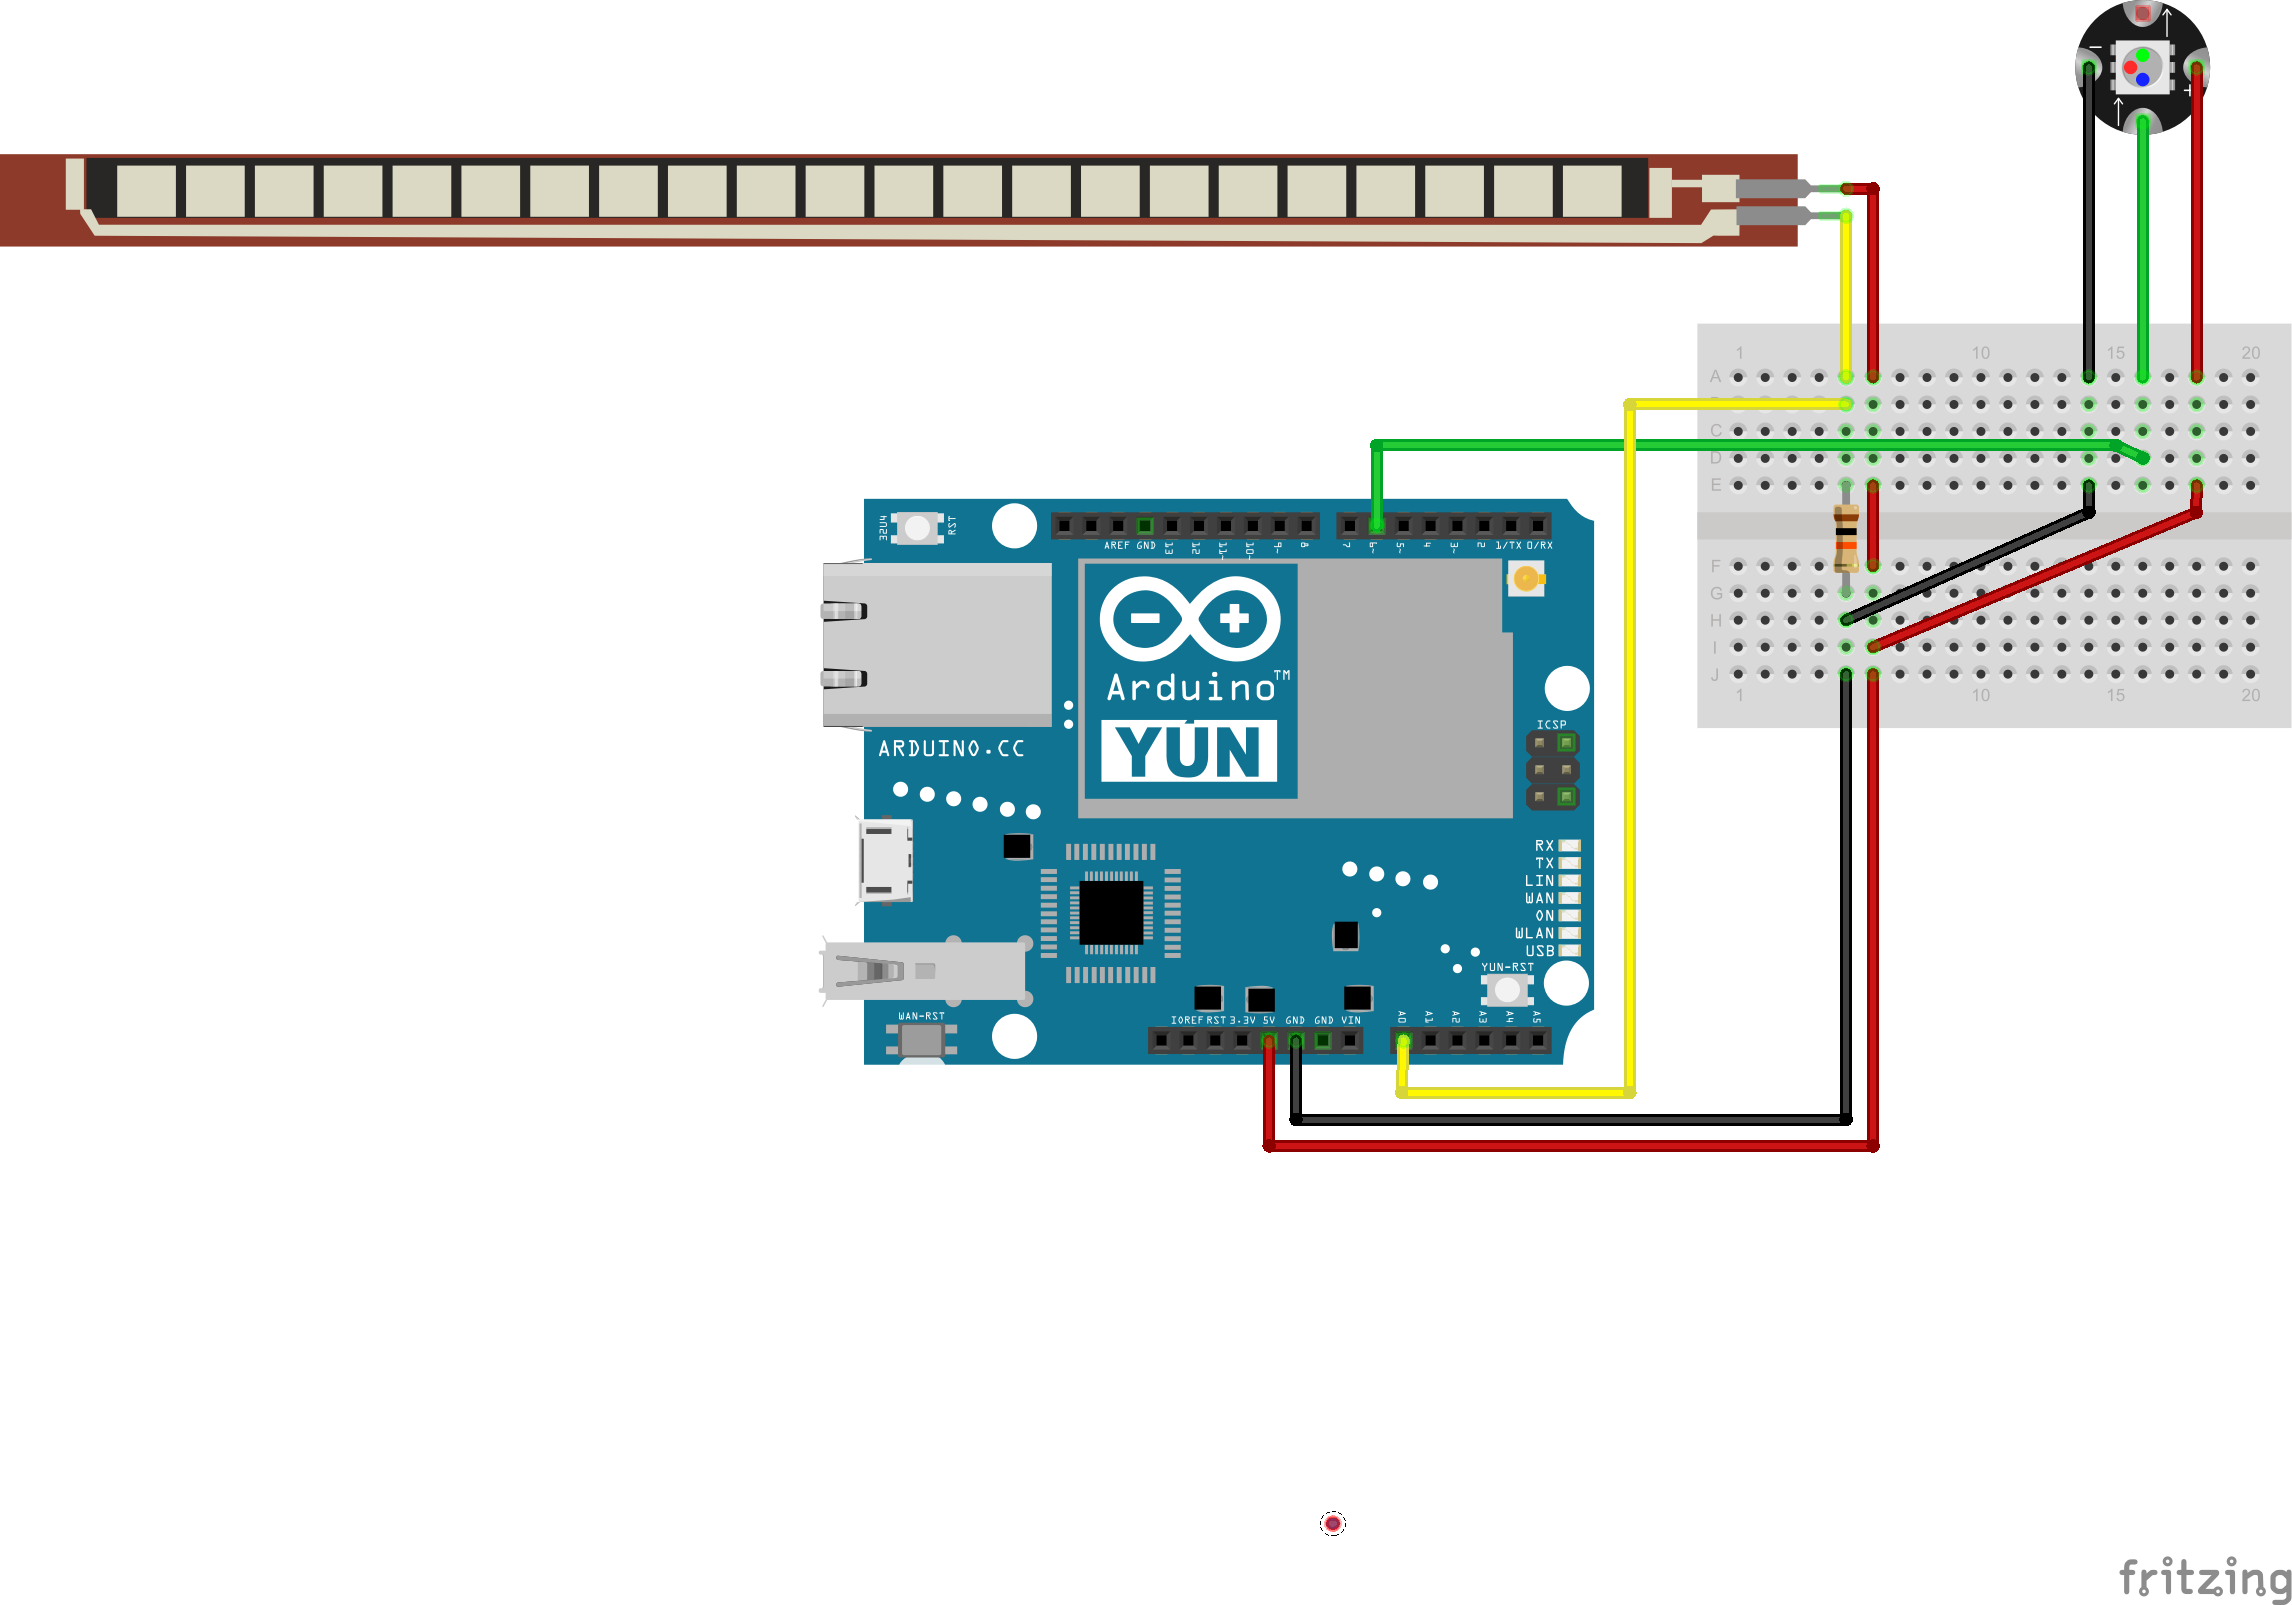 - +
1 10 15 20
A
C
D
E
F
G
H
I
J
1 10 15 20
32U4 RST
AREF GND 13 12 11~ 10~ 9~ 8 7 6~ 5~ 4 3~ 2 1/TX 0/RX
- +
Arduino™
YÚN
ARDUINO.CC
ICSP
RX
TX
LIN
WAN
ON
WLAN
USB
YUN-RST
WAN-RST
IOREF RST 3.3V 5V GND GND VIN A0 A1 A2 A3 A4 A5
fritzing